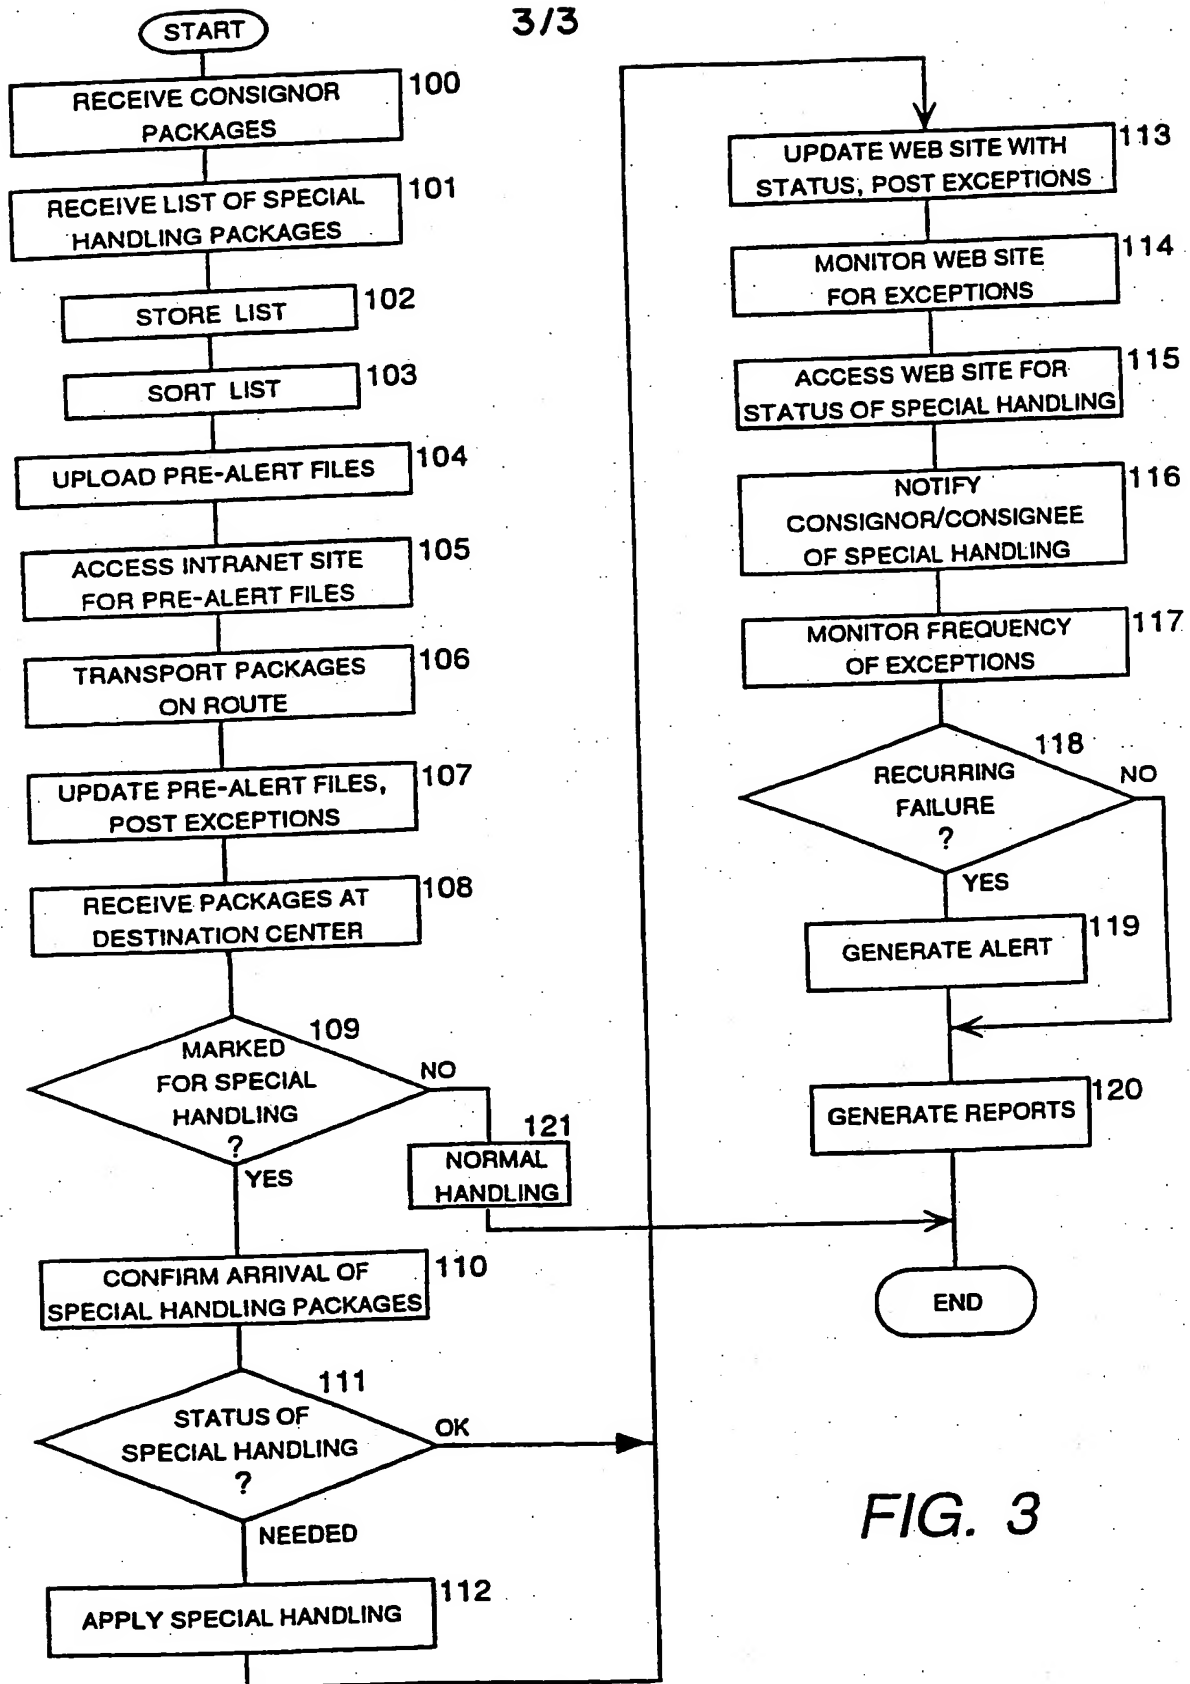 3/3
START
RECEIVE CONSIGNOR
PACKAGES
100
RECEIVE LIST OF SPECIAL
HANDLING PACKAGES
101
STORE LIST
102
SORT LIST
103
UPLOAD PRE-ALERT FILES
104
ACCESS INTRANET SITE
FOR PRE-ALERT FILES
105
TRANSPORT PACKAGES
ON ROUTE
106
UPDATE PRE-ALERT FILES,
POST EXCEPTIONS
107
RECEIVE PACKAGES AT
DESTINATION CENTER
108
MARKED
FOR SPECIAL
HANDLING
?
109
NO
YES
121
NORMAL
HANDLING
CONFIRM ARRIVAL OF
SPECIAL HANDLING PACKAGES
110
STATUS OF
SPECIAL HANDLING
?
111
OK
NEEDED
APPLY SPECIAL HANDLING
112
UPDATE WEB SITE WITH
STATUS, POST EXCEPTIONS
113
MONITOR WEB SITE
FOR EXCEPTIONS
114
ACCESS WEB SITE FOR
STATUS OF SPECIAL HANDLING
115
NOTIFY
CONSIGNOR/CONSIGNEE
OF SPECIAL HANDLING
116
MONITOR FREQUENCY
OF EXCEPTIONS
117
RECURRING
FAILURE
?
118
NO
YES
GENERATE ALERT
119
GENERATE REPORTS
120
END
FIG. 3